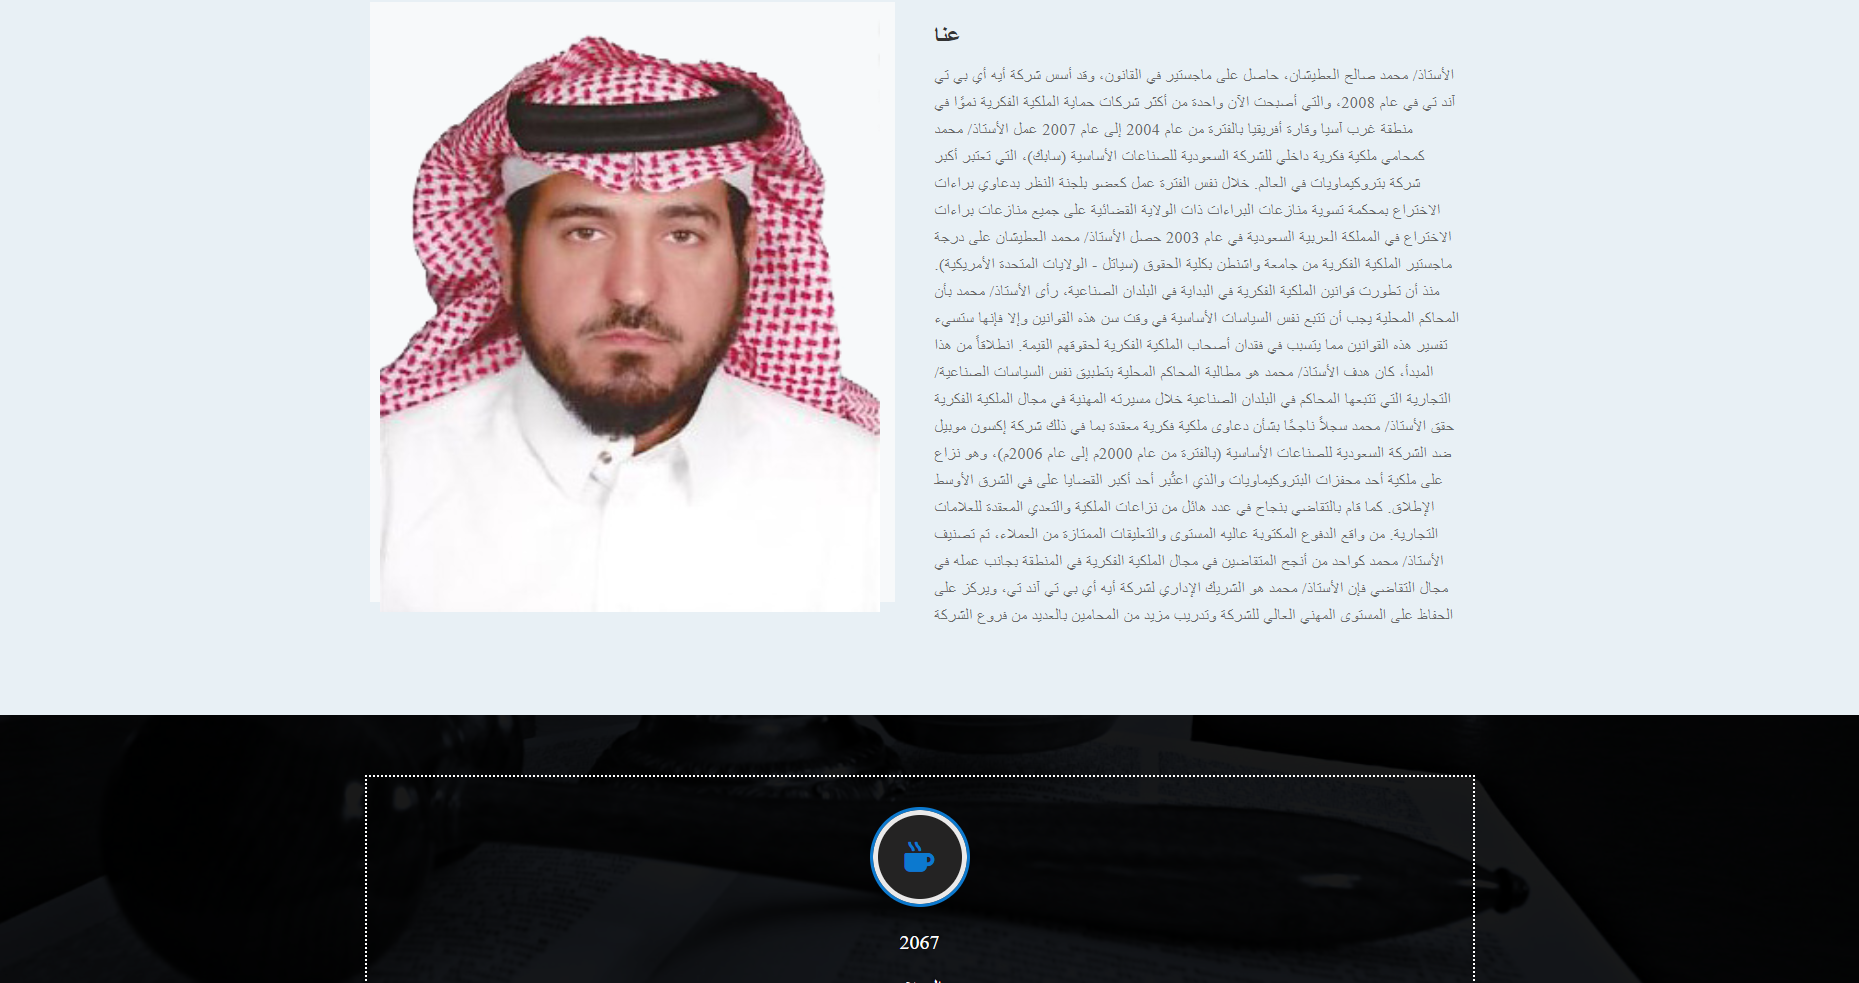 عنا
الأستاذ/ محمد صالح العطيشان، حاصل على ماجستير في القانون، وقد أسس شركة أيه أي بي تي
آند تي في عام 2008، والتي أصبحت الآن واحدة من أكثر شركات حماية الملكية الفكرية نموًا في
منطقة غرب آسيا وقارة أفريقيا بالفترة من عام 2004 إلى عام 2007 عمل الأستاذ/ محمد
كمحامي ملكية فكرية داخلي للشركة السعودية للصناعات الأساسية (سابك)، التي تعتبر أكبر
شركة بتروكيماويات في العالم. خلال نفس الفترة عمل كعضو بلجنة النظر بدعاوي براءات
الاختراع بمحكمة تسوية منازعات البراءات ذات الولاية القضائية على جميع منازعات براءات
الاختراع في المملكة العربية السعودية في عام 2003 حصل الأستاذ/ محمد العطيشان على درجة
ماجستير الملكية الفكرية من جامعة واشنطن بكلية الحقوق (سياتل - الولايات المتحدة الأمريكية).
منذ أن تطورت قوانين الملكية الفكرية في البداية في البلدان الصناعية، رأى الأستاذ/ محمد بأن
المحاكم المحلية يجب أن تتبع نفس السياسات الأساسية في وقت سن هذه القوانين وإلا فإنها ستسيء
تفسير هذه القوانين مما يتسبب في فقدان أصحاب الملكية الفكرية لحقوقهم القيمة. انطلاقاً من هذا
المبدأ، كان هدف الأستاذ/ محمد هو مطالبة المحاكم المحلية بتطبيق نفس السياسات الصناعية/
التجارية التي تتبعها المحاكم في البلدان الصناعية خلال مسيرته المهنية في مجال الملكية الفكرية
حقق الأستاذ/ محمد سجلاً ناجحًا بشأن دعاوى ملكية فكرية معقدة بما في ذلك شركة إكسون موبيل
ضد الشركة السعودية للصناعات الأساسية (بالفترة من عام 2000م إلى عام 2006م)، وهو نزاع
على ملكية أحد محفزات البتروكيماويات والذي اعتُبر أحد أكبر القضايا على في الشرق الأوسط
الإطلاق. كما قام بالتقاضي بنجاح في عدد هائل من نزاعات الملكية والتعدي المعقدة للعلامات
التجارية. من واقع الدفوع المكتوبة عاليه المستوى والتعليقات الممتازة من العملاء، تم تصنيف
الأستاذ/ محمد كواحد من أنجح المتقاضين في مجال الملكية الفكرية في المنطقة بجانب عمله في
مجال التقاضي فإن الأستاذ/ محمد هو الشريك الإداري لشركة أيه أي بي تي آند تي، ويركز على
الحفاظ على المستوى المهني العالي للشركة وتدريب مزيد من المحامين بالعديد من فروع الشركة
2067